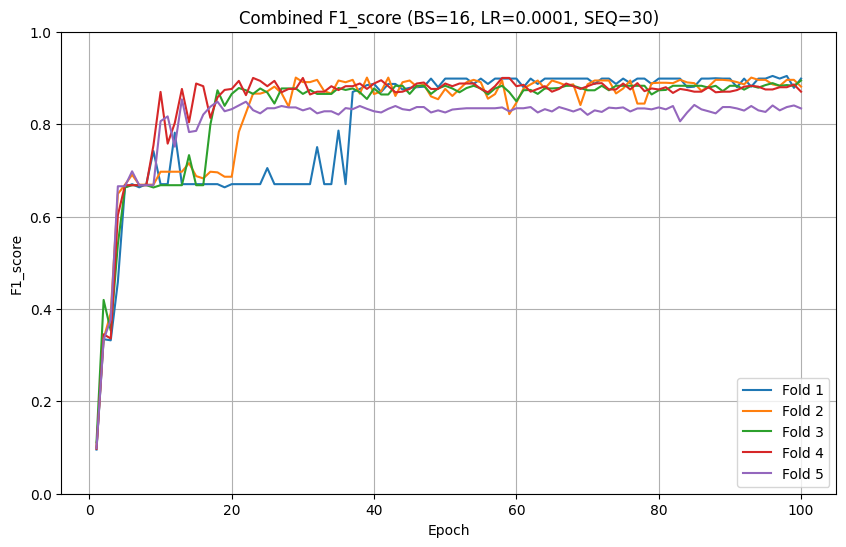 Combined F1_score (BS=16, LR=0.0001, SEQ=30)
1.0
0.8
0.6
0.4
0.2
0.0
F1_score
0 20 40 60 80 100
Epoch
Fold 1
Fold 2
Fold 3
Fold 4
Fold 5